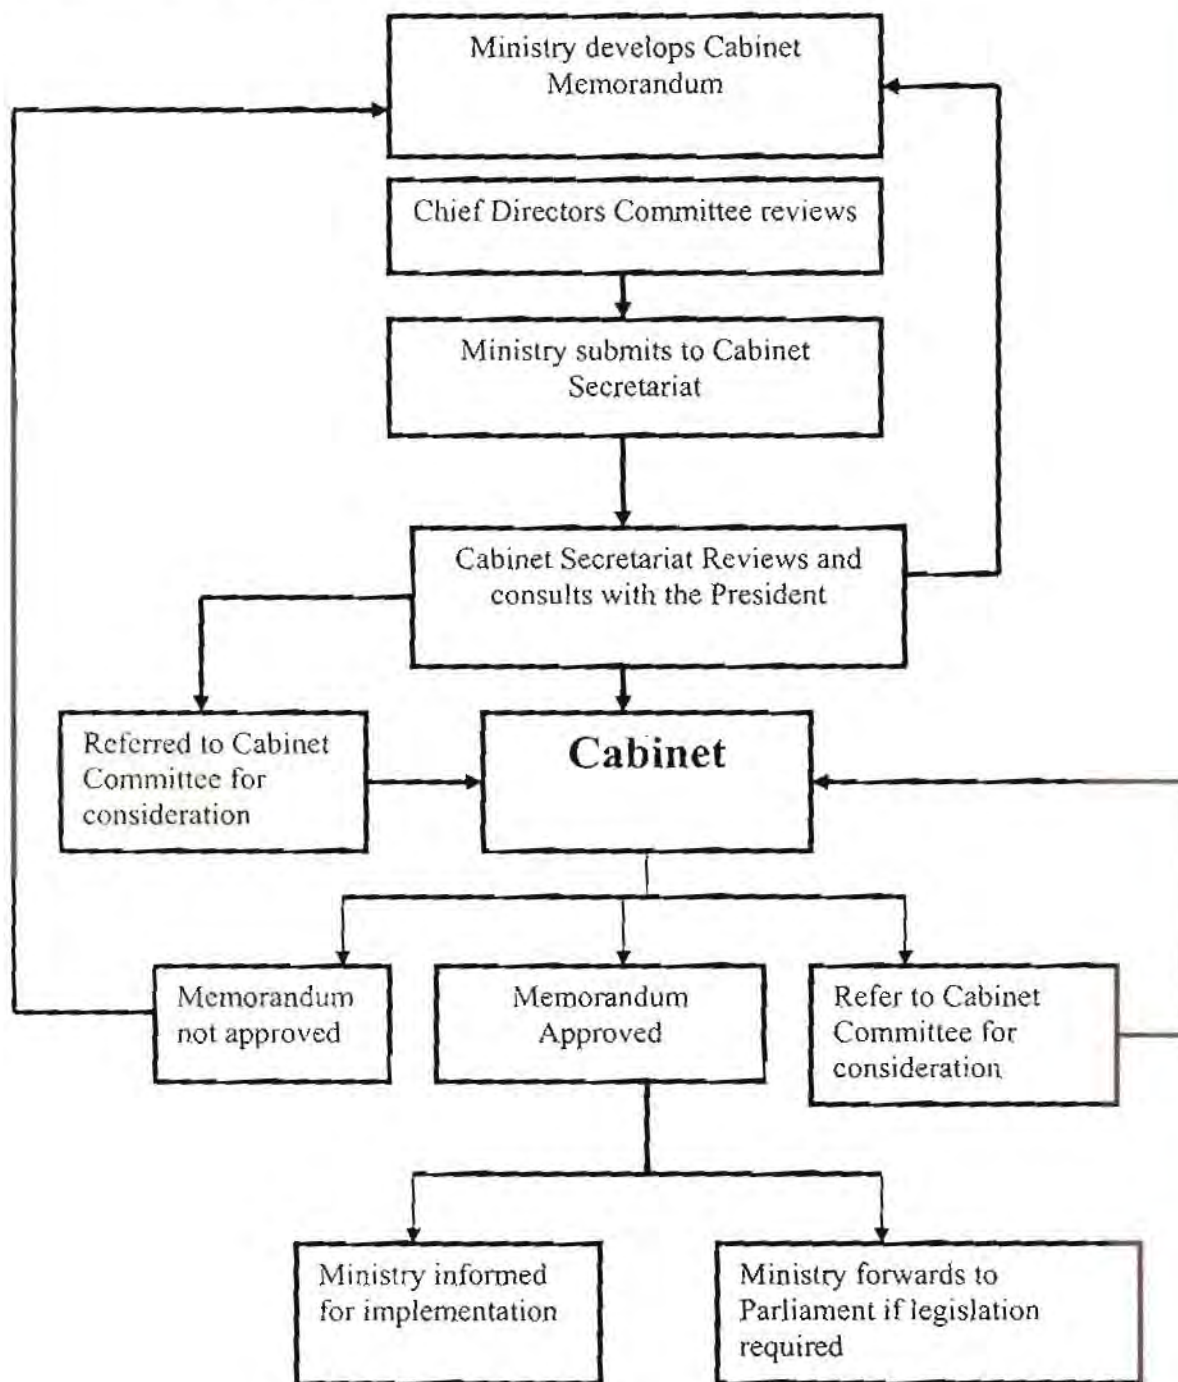 Ministry develops Cabinet
Memorandum
Chief Directors Committee reviews
Ministry submits to Cabinet
Secretariat
Cabinet Secretariat Reviews and
consults with the President
Referred to Cabinet
Committee for
consideration
Cabinet
Memorandum
not approved
Memorandum
Approved
Refer to Cabinet
Committee for
consideration
Ministry informed
for implementation
Ministry forwards to
Parliament if legislation
required